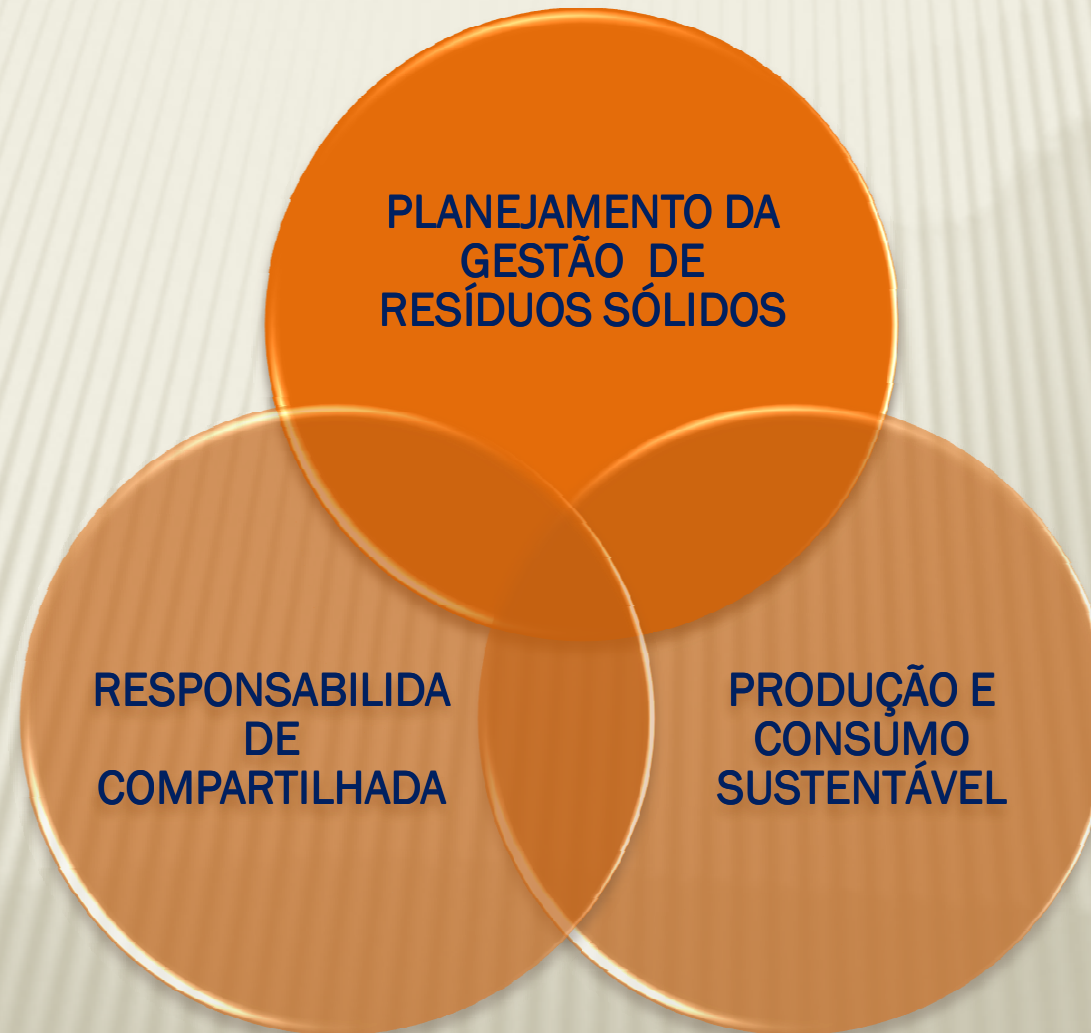 PLANEJAMENTO DA
GESTÃO DE
RESÍDUOS SÓLIDOS
RESPONSABILIDA
DE
COMPARTILHADA
PRODUÇÃO E
CONSUMO
SUSTENTÁVEL